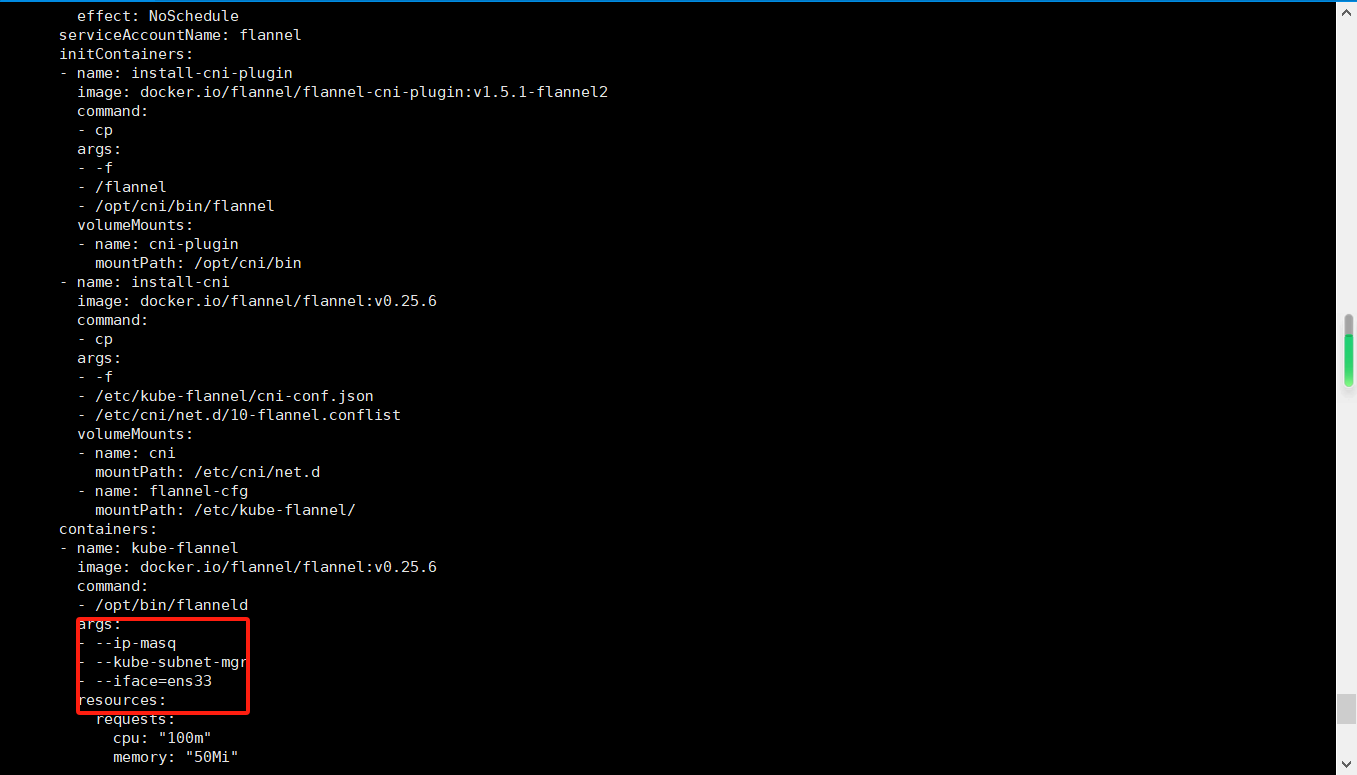 effect: NoSchedule
serviceAccountName: flannel
initContainers:
- name: install-cni-plugin
image: docker.io/flannel/flannel-cni-plugin:v1.5.1-flannel2
command:
- cp
args:
- -f
- /flannel
- /opt/cni/bin/flannel
volumeMounts:
- name: cni-plugin
mountPath: /opt/cni/bin
- name: install-cni
image: docker.io/flannel/flannel:v0.25.6
command:
- cp
args:
- -f
- /etc/kube-flannel/cni-conf.json
- /etc/cni/net.d/10-flannel.conflist
volumeMounts:
- name: cni
mountPath: /etc/cni/net.d
- name: flannel-cfg
mountPath: /etc/kube-flannel/
containers:
- name: kube-flannel
image: docker.io/flannel/flannel:v0.25.6
command:
- /opt/bin/flanneld
args:
- --ip-masq
- --kube-subnet-mgr
- --iface=ens33
resources:
requests:
cpu: "100m"
memory: "50Mi"